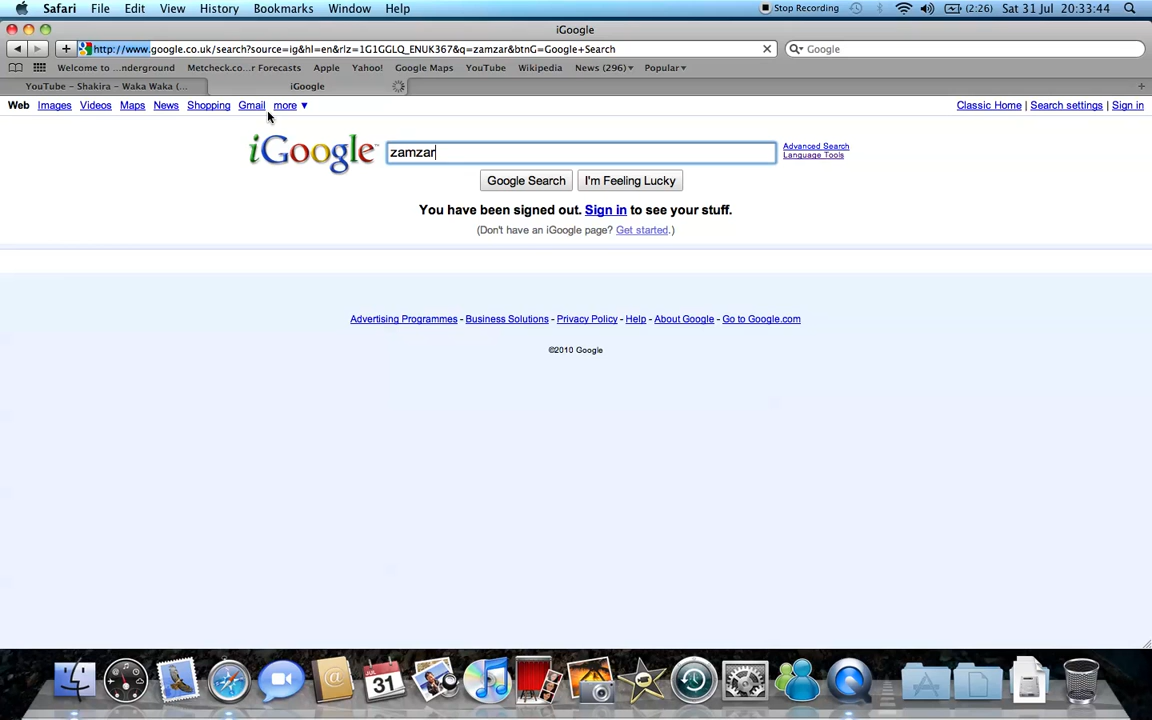 Safari File Edit View History Bookmarks Window Help Stop Recording (2:26) Sat 31 Jul 20:33:44
iGoogle
http://www.google.co.uk/search?source=ig&hl=en&rlz=1G1GGLQ_ENUK367&q=zamzar&btnG=Google+Search Google
Welcome to ...nderground Metcheck.co...r Forecasts Apple Yahoo! Google Maps YouTube Wikipedia News (296) Popular
YouTube – Shakira – Waka Waka (... iGoogle
Web Images Videos Maps News Shopping Gmail more Classic Home | Search settings | Sign in
iGoogle™ zamzar Advanced Search
Language Tools
Google Search I'm Feeling Lucky
You have been signed out. Sign in to see your stuff.
(Don't have an iGoogle page? Get started.)
Advertising Programmes - Business Solutions - Privacy Policy - Help - About Google - Go to Google.com
©2010 Google
JUL
31